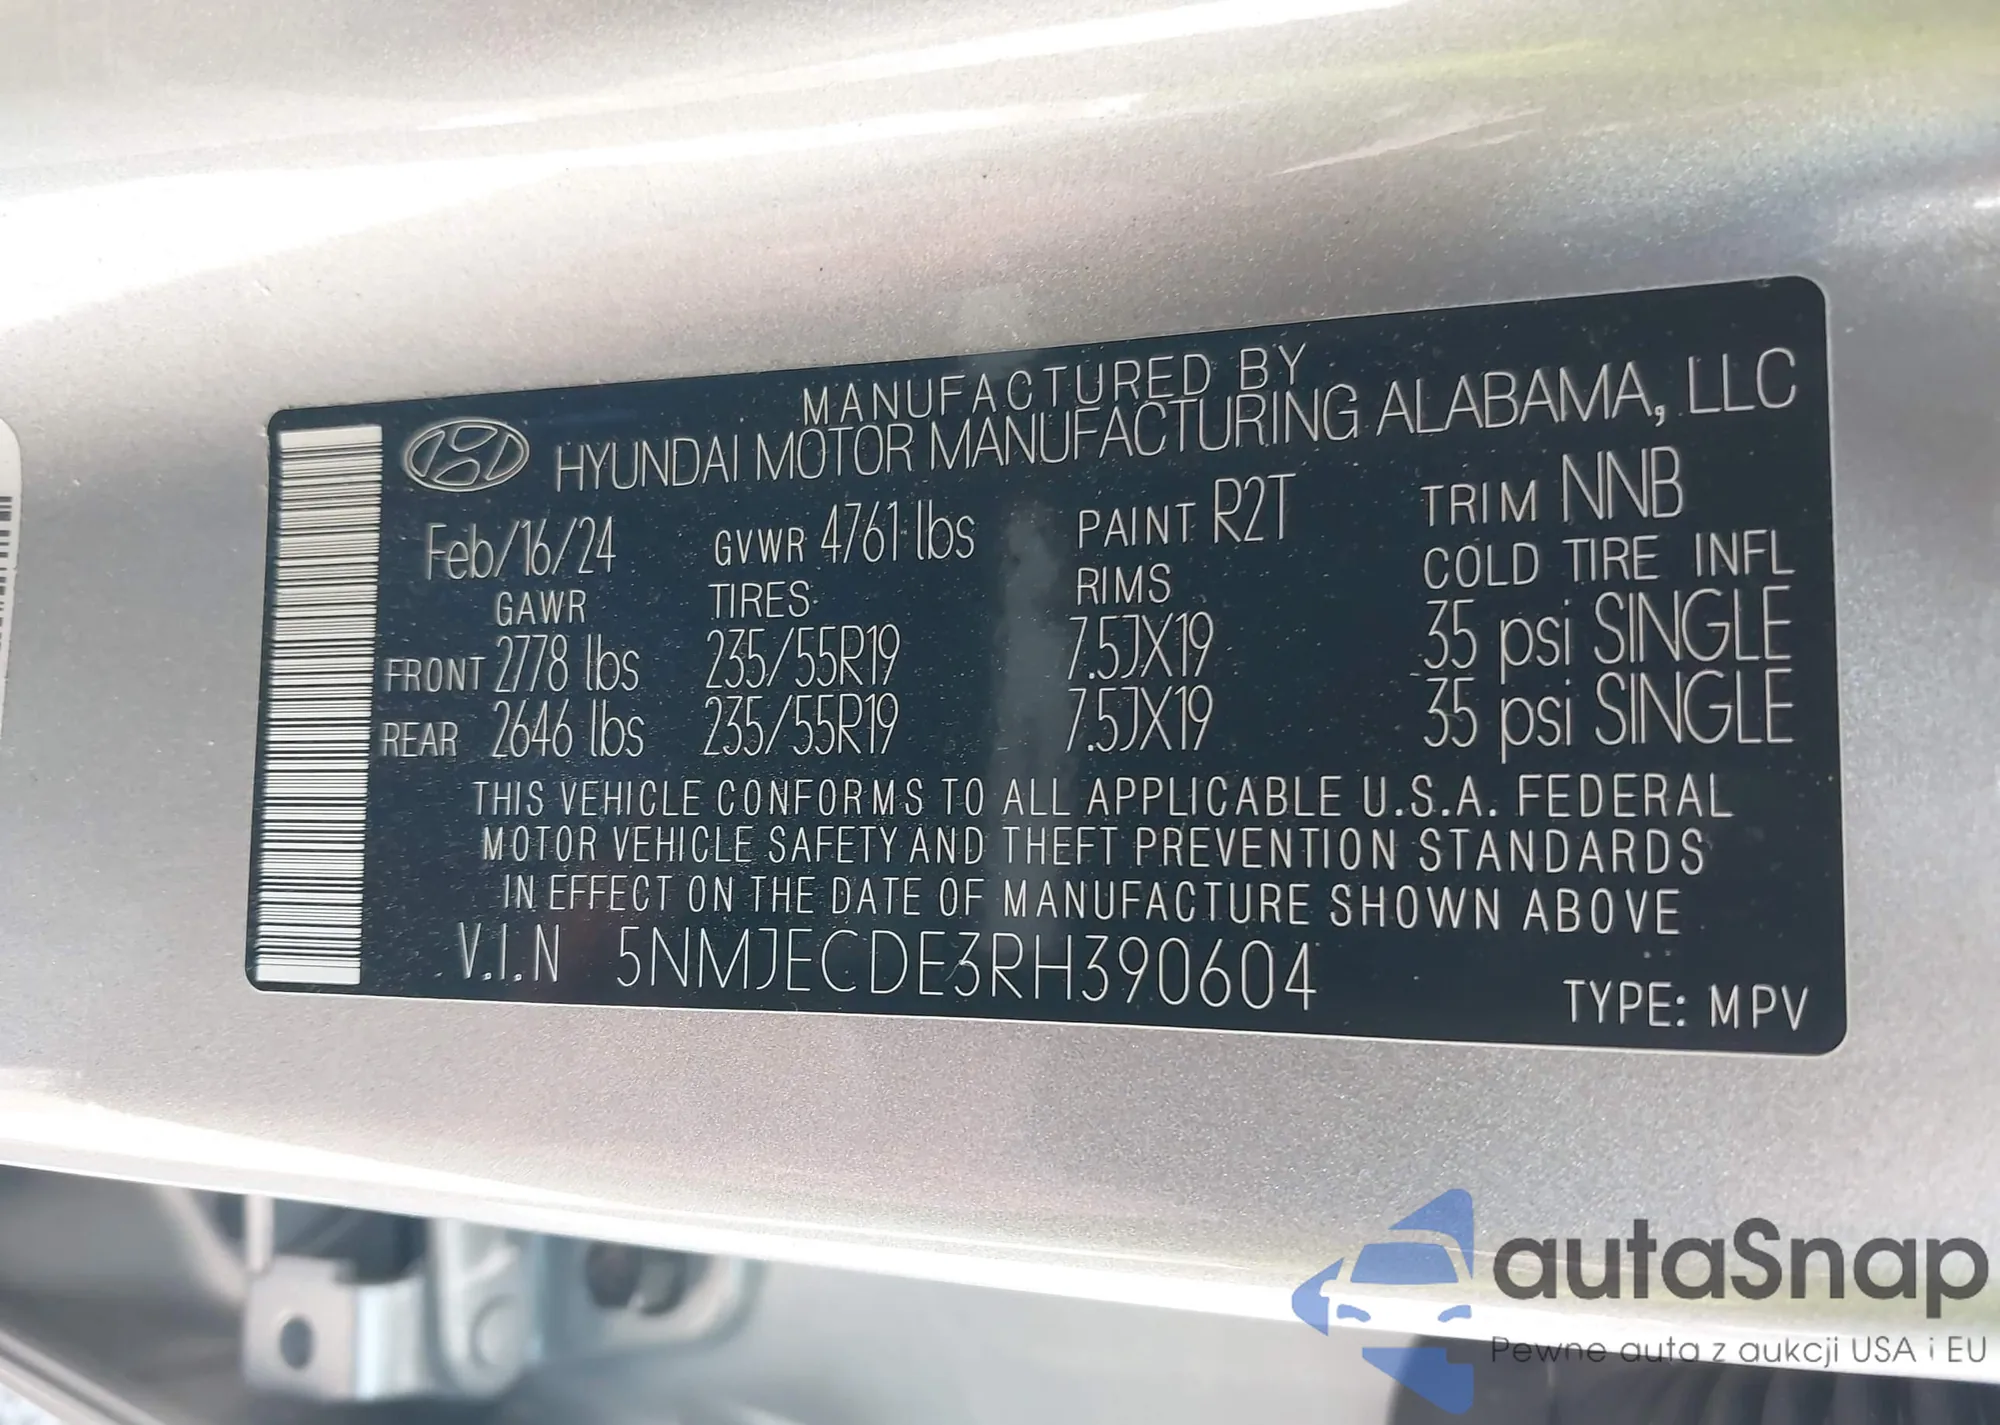 MANUFACTURED BY
HYUNDAI MOTOR MANUFACTURING ALABAMA, LLC
Feb/16/24 GVWR 4761 lbs PAINT R2T TRIM NNB
GAWR TIRES RIMS COLD TIRE INFL
FRONT 2778 lbs 235/55R19 7.5JX19 35 psi SINGLE
REAR 2646 lbs 235/55R19 7.5JX19 35 psi SINGLE
THIS VEHICLE CONFORMS TO ALL APPLICABLE U.S.A. FEDERAL
MOTOR VEHICLE SAFETY AND THEFT PREVENTION STANDARDS
IN EFFECT ON THE DATE OF MANUFACTURE SHOWN ABOVE
V.I.N 5NMJECDE3RH390604
TYPE: MPV
autaSnap
Pewne auta z aukcji USA i EU